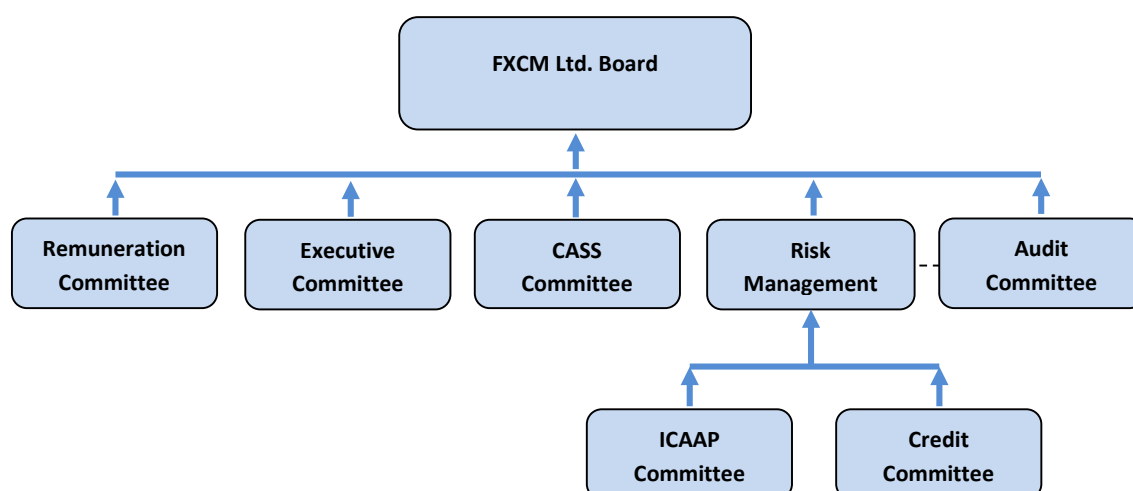 FXCM Ltd. Board
Remuneration
Committee
Executive
Committee
CASS
Committee
Risk
Management
Audit
Committee
ICAAP
Committee
Credit
Committee